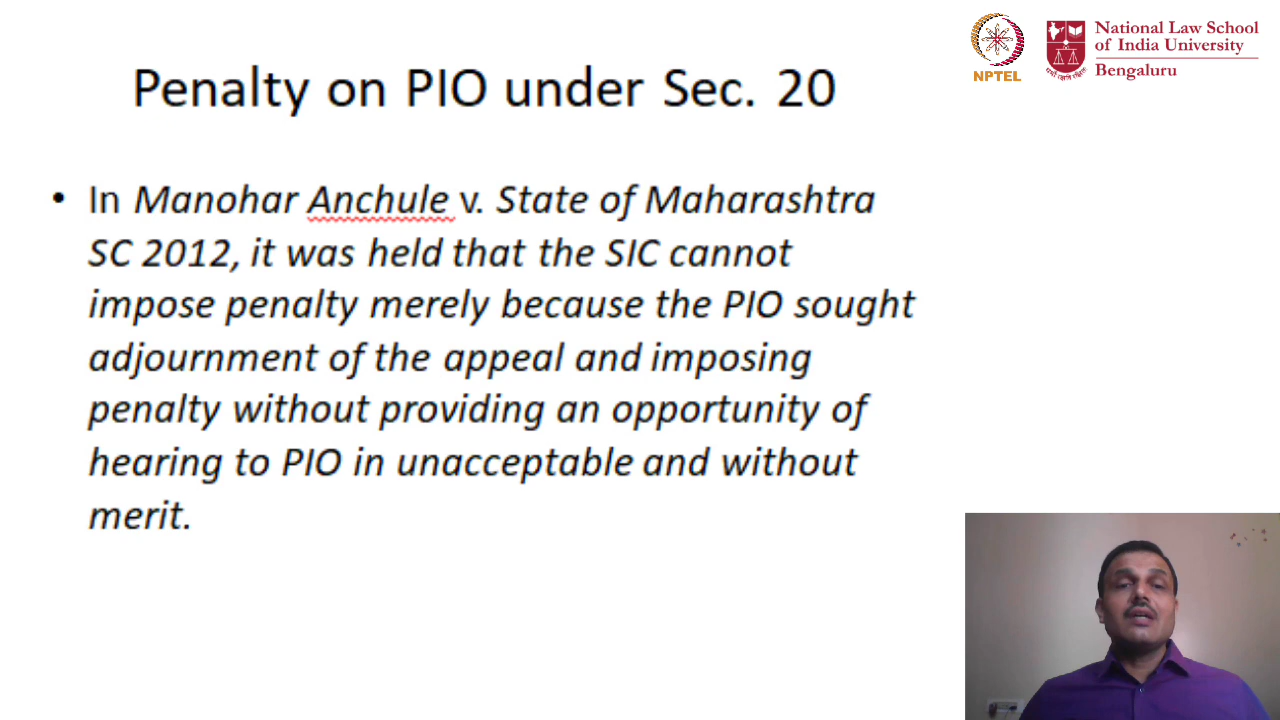 National Law School
of India University
Bengaluru
NPTEL
Penalty on PIO under Sec. 20
• In Manohar Anchule v. State of Maharashtra
SC 2012, it was held that the SIC cannot
impose penalty merely because the PIO sought
adjournment of the appeal and imposing
penalty without providing an opportunity of
hearing to PIO in unacceptable and without
merit.